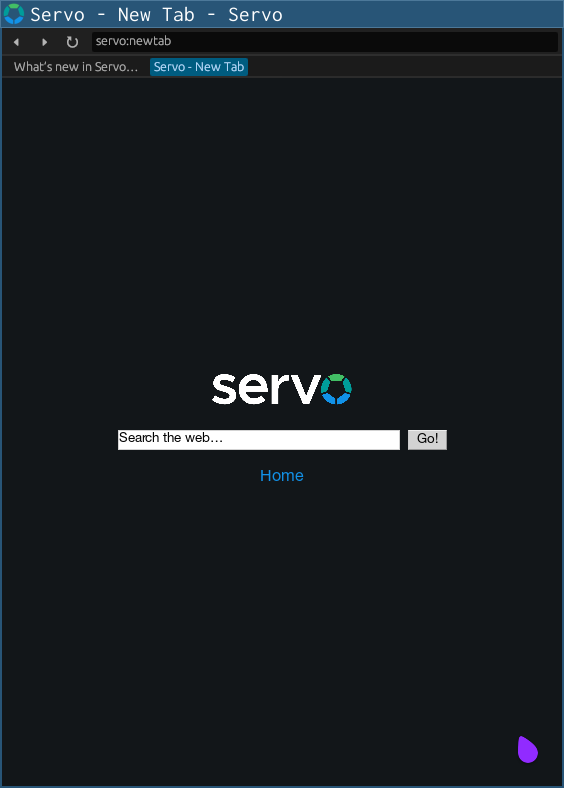 Servo - New Tab - Servo
servo:newtab
What's new in Servo... Servo - New Tab
servo
Search the web... Go!
Home